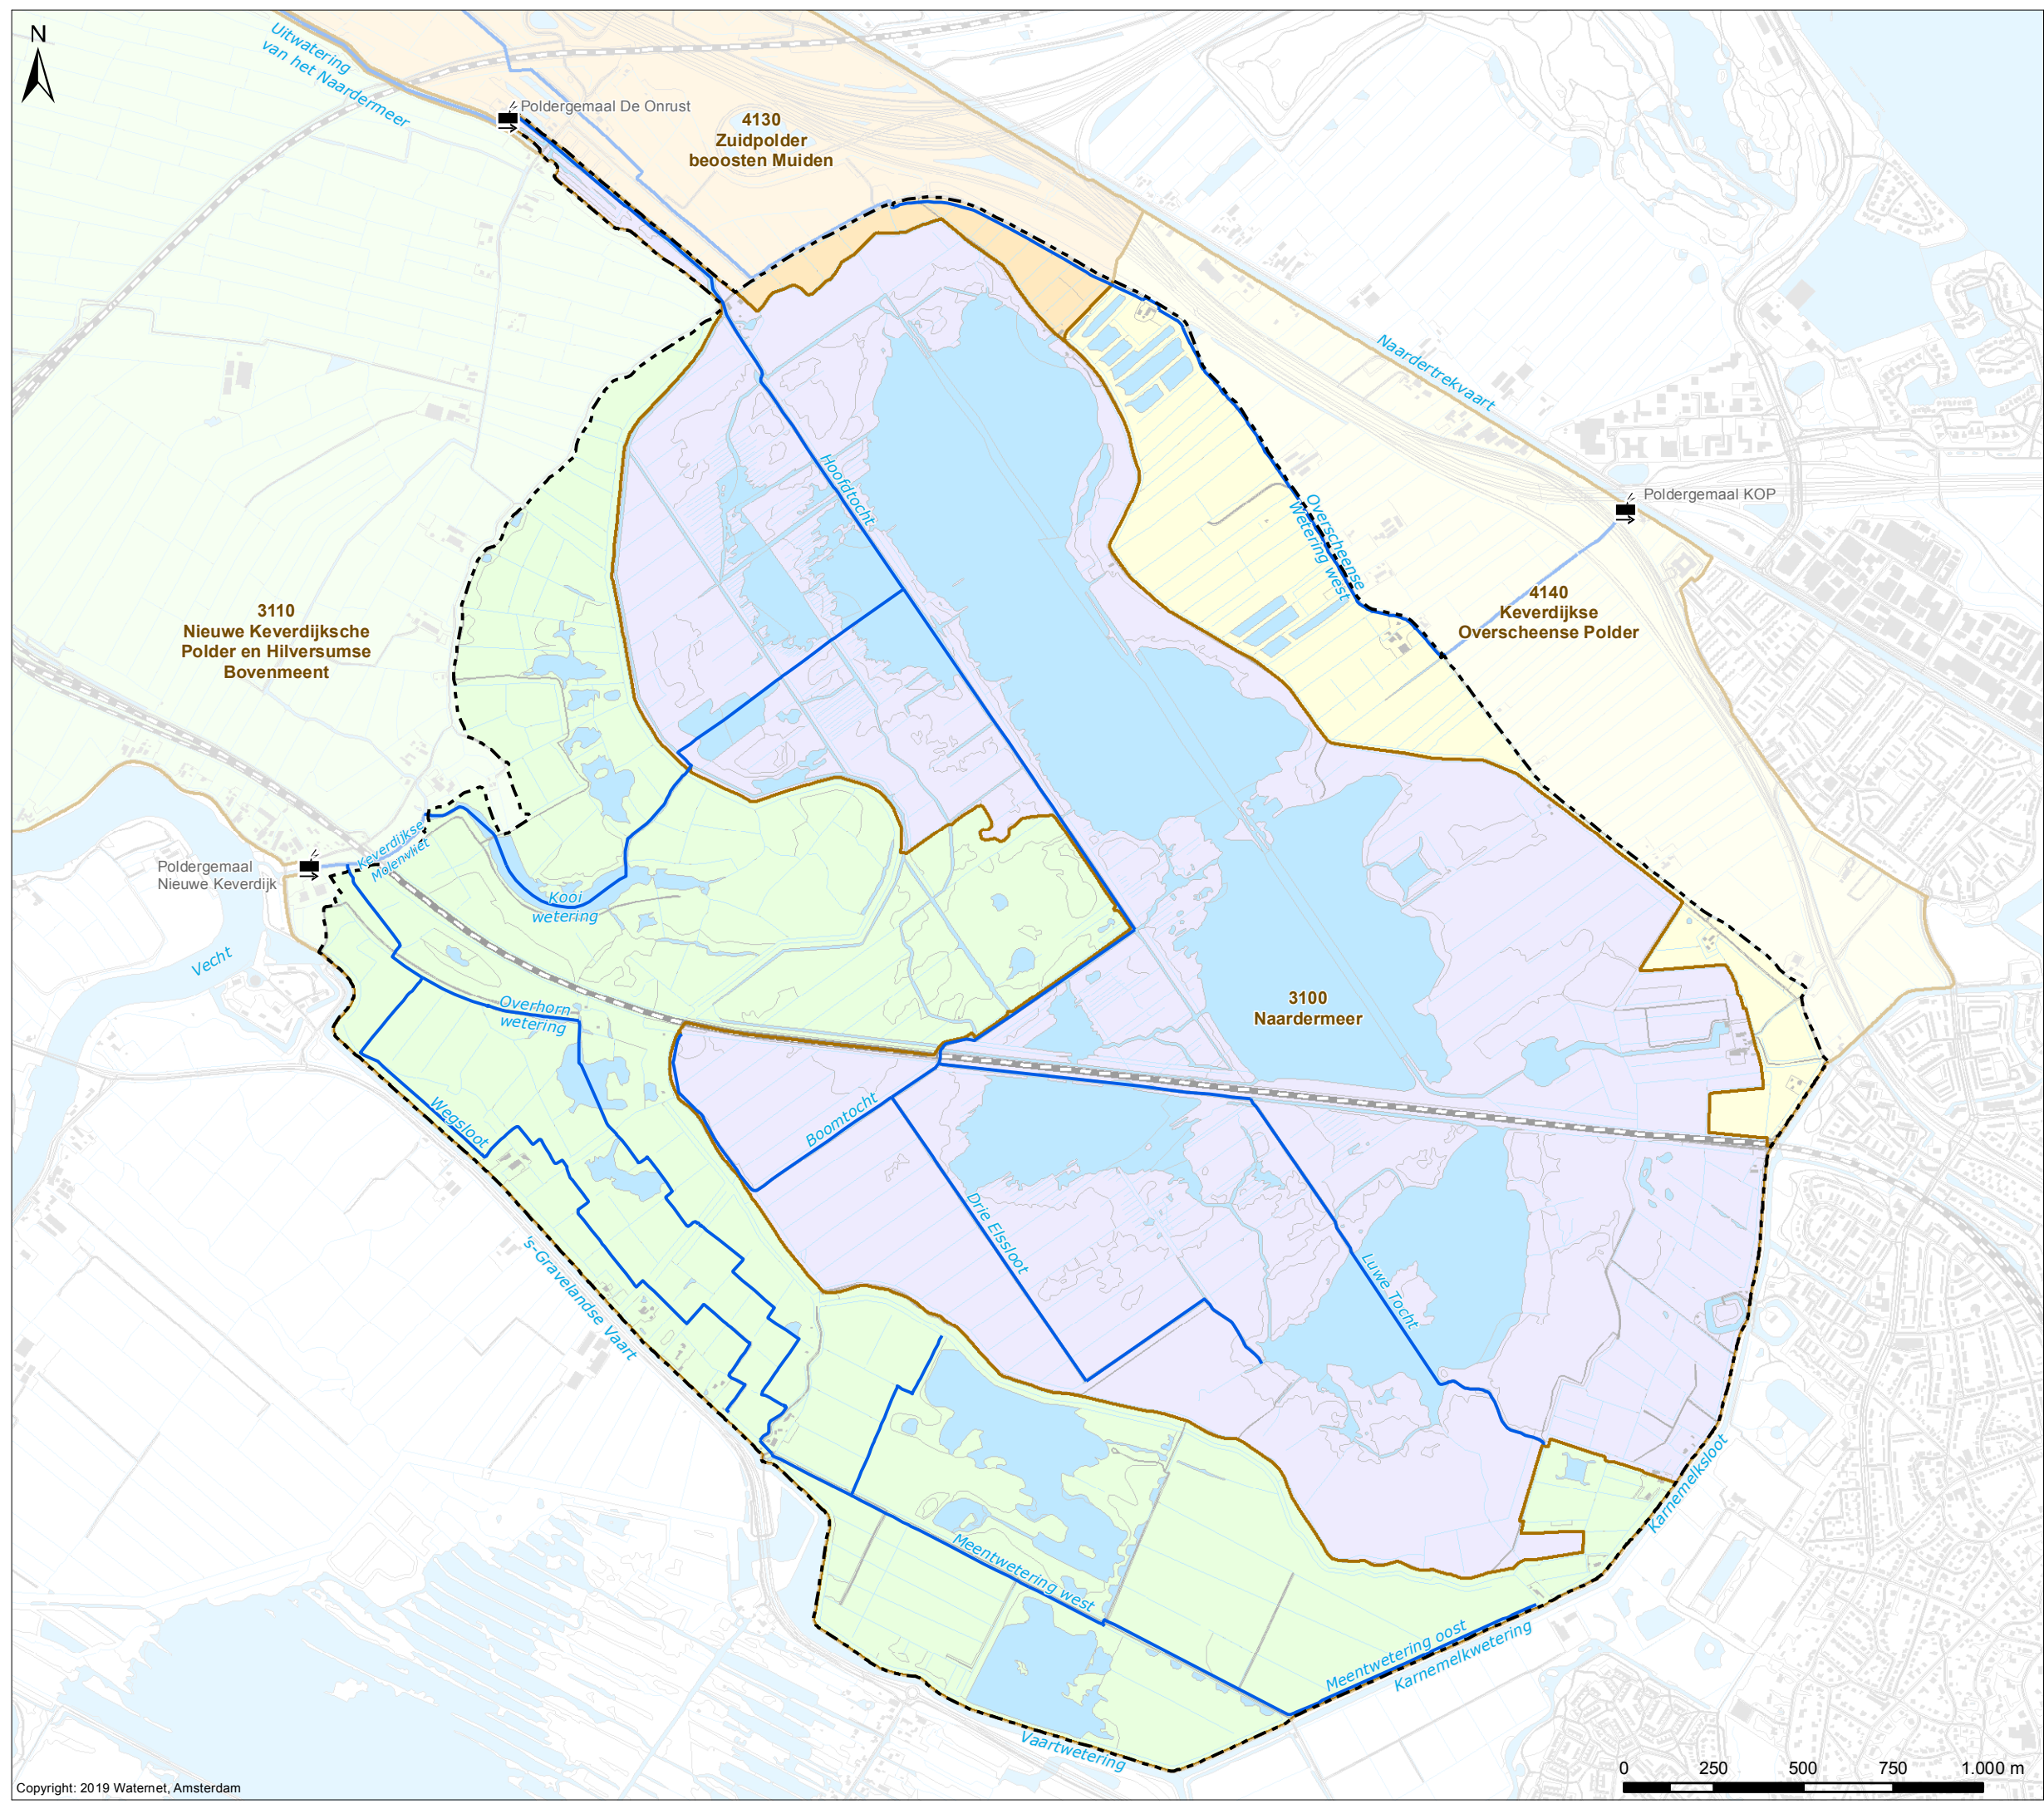 N
Uitwatering
van het Naardermeer
Poldergemaal De Onrust
4130
Zuidpolder
beoosten Muiden
Naardertrekvaart
Hoofdtocht
Overscheense
Wetering west
Poldergemaal KOP
4140
Keverdijkse
Overscheense Polder
3110
Nieuwe Keverdijksche
Polder en Hilversumse
Bovenmeent
Keverdijkse
Molenvliet
Poldergemaal
Nieuwe Keverdijk
Kooi
wetering
Vecht
Overhorn
wetering
3100
Naardermeer
Wegsloot
Boomtocht
Drie Elssloot
Luwe Tocht
's-Gravelandse Vaart
Karnemelksloot
Meentwetering west
Meentwetering oost
Karnemelkwetering
Vaartwetering
0 250 500 750 1.000 m
Copyright: 2019 Waternet, Amsterdam